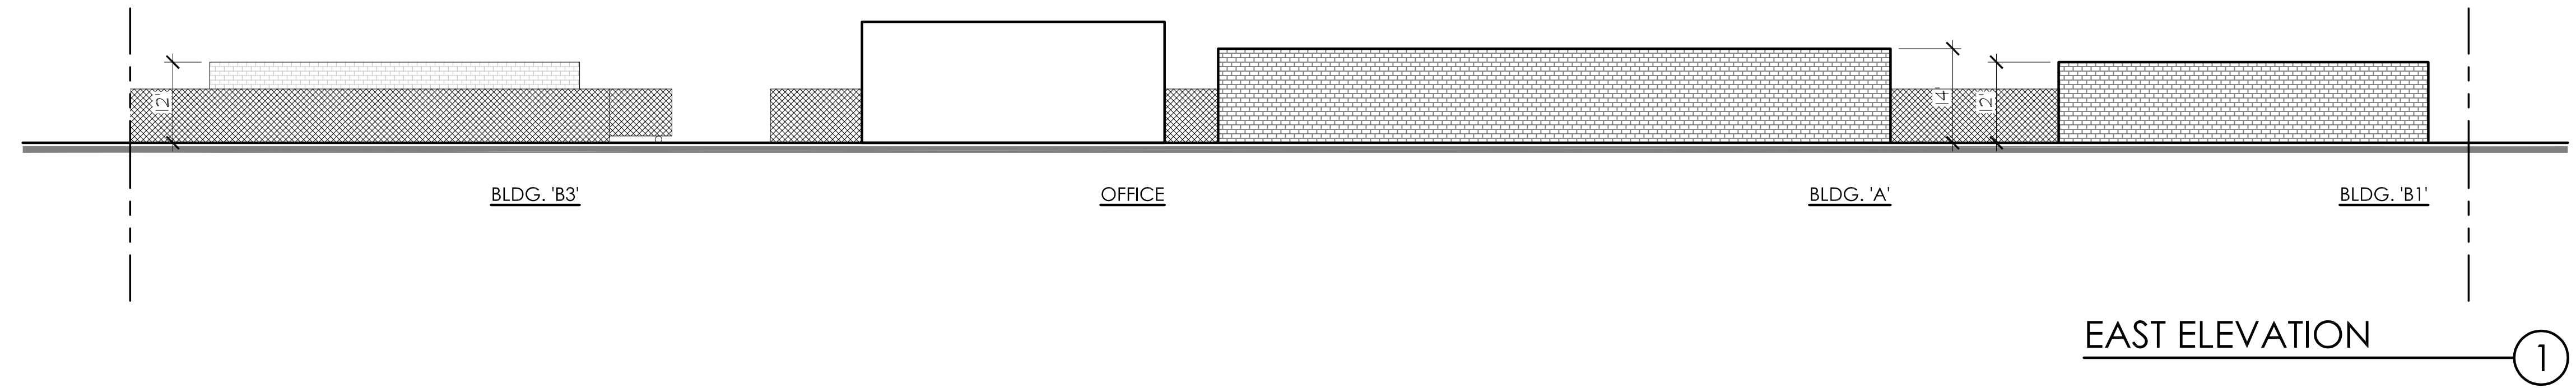 12'
14'
12'
BLDG. 'B3'
OFFICE
BLDG. 'A'
BLDG. 'B1'
EAST ELEVATION
1